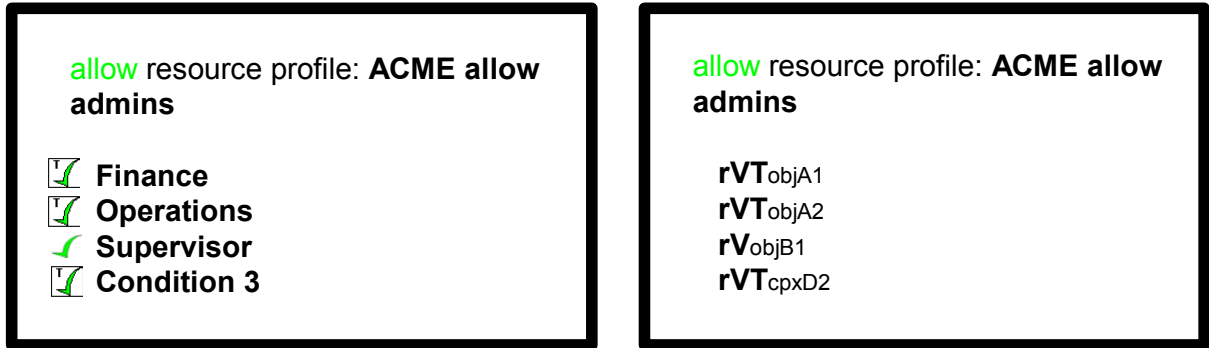 allow resource profile: ACME allow
admins
T Finance
T Operations
Supervisor
T Condition 3
allow resource profile: ACME allow
admins
rVTobjA1
rVTobjA2
rVobjB1
rVTcpxD2